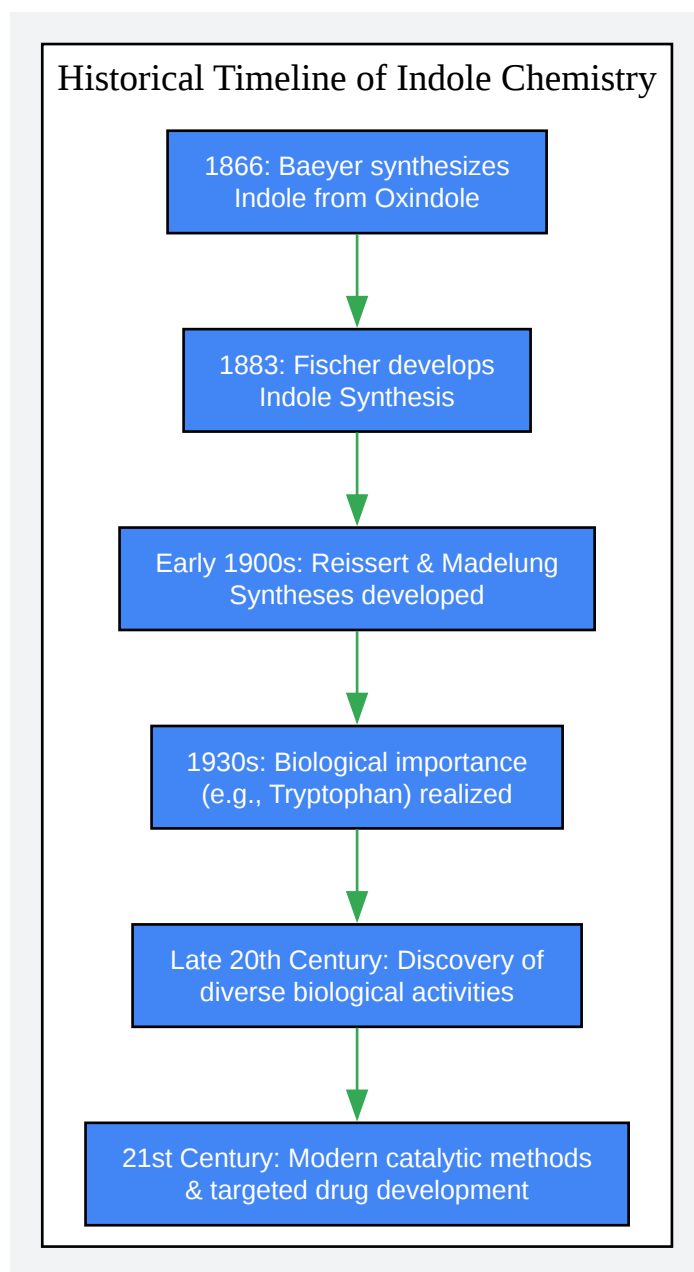 Historical Timeline of Indole Chemistry
1866: Baeyer synthesizes
Indole from Oxindole
1883: Fischer develops
Indole Synthesis
Early 1900s: Reissert & Madelung
Syntheses developed
1930s: Biological importance
(e.g., Tryptophan) realized
Late 20th Century: Discovery of
diverse biological activities
21st Century: Modern catalytic methods
& targeted drug development